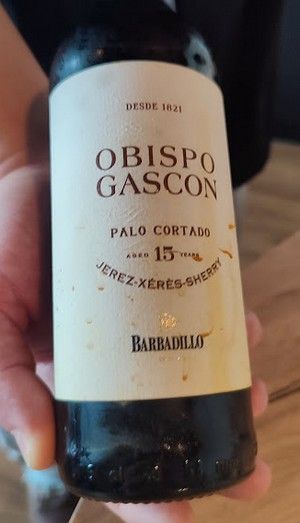 DESDE 1821
OBISPO
GASCON
PALO CORTADO
AGED 15 YEARS
JEREZ-XÉRÈS-SHERRY
BARBADILLO